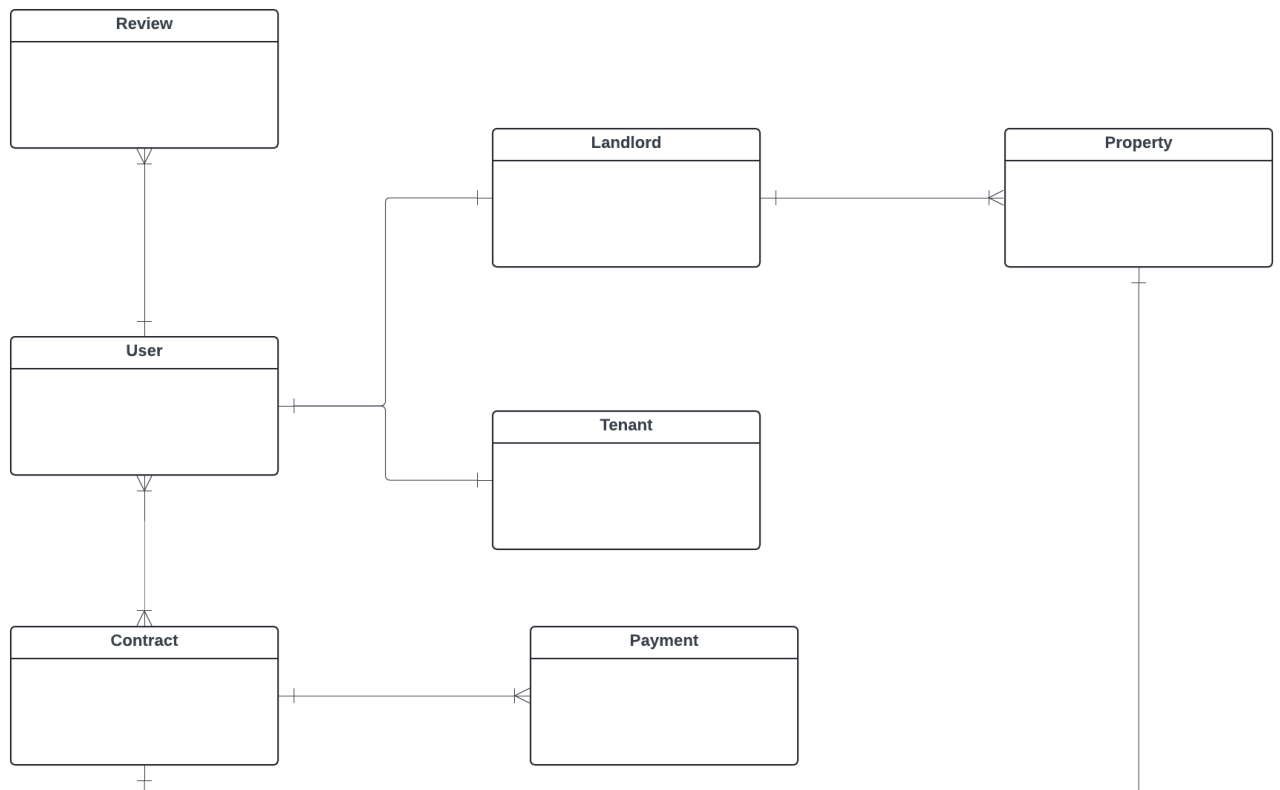 Review
Landlord
Property
User
Tenant
Contract
Payment